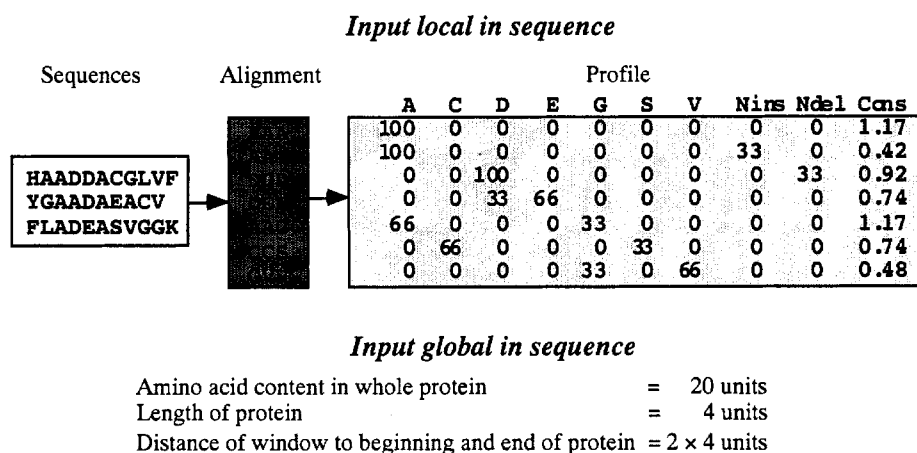 Input local in sequence
Sequences Alignment Profile
A C D E G S V Nins Ndel Cons
100 0 0 0 0 0 0 0 0 1.17
100 0 0 0 0 0 0 33 0 0.42
0 0 100 0 0 0 0 0 33 0.92
0 0 33 66 0 0 0 0 0 0.74
66 0 0 0 33 0 0 0 0 1.17
0 66 0 0 0 33 0 0 0 0.74
0 0 0 0 33 0 66 0 0 0.48
HAADDACGLVF
YGAADAEACV
FLADEASVGGK
Input global in sequence
Amino acid content in whole protein = 20 units
Length of protein = 4 units
Distance of window to beginning and end of protein = 2 × 4 units